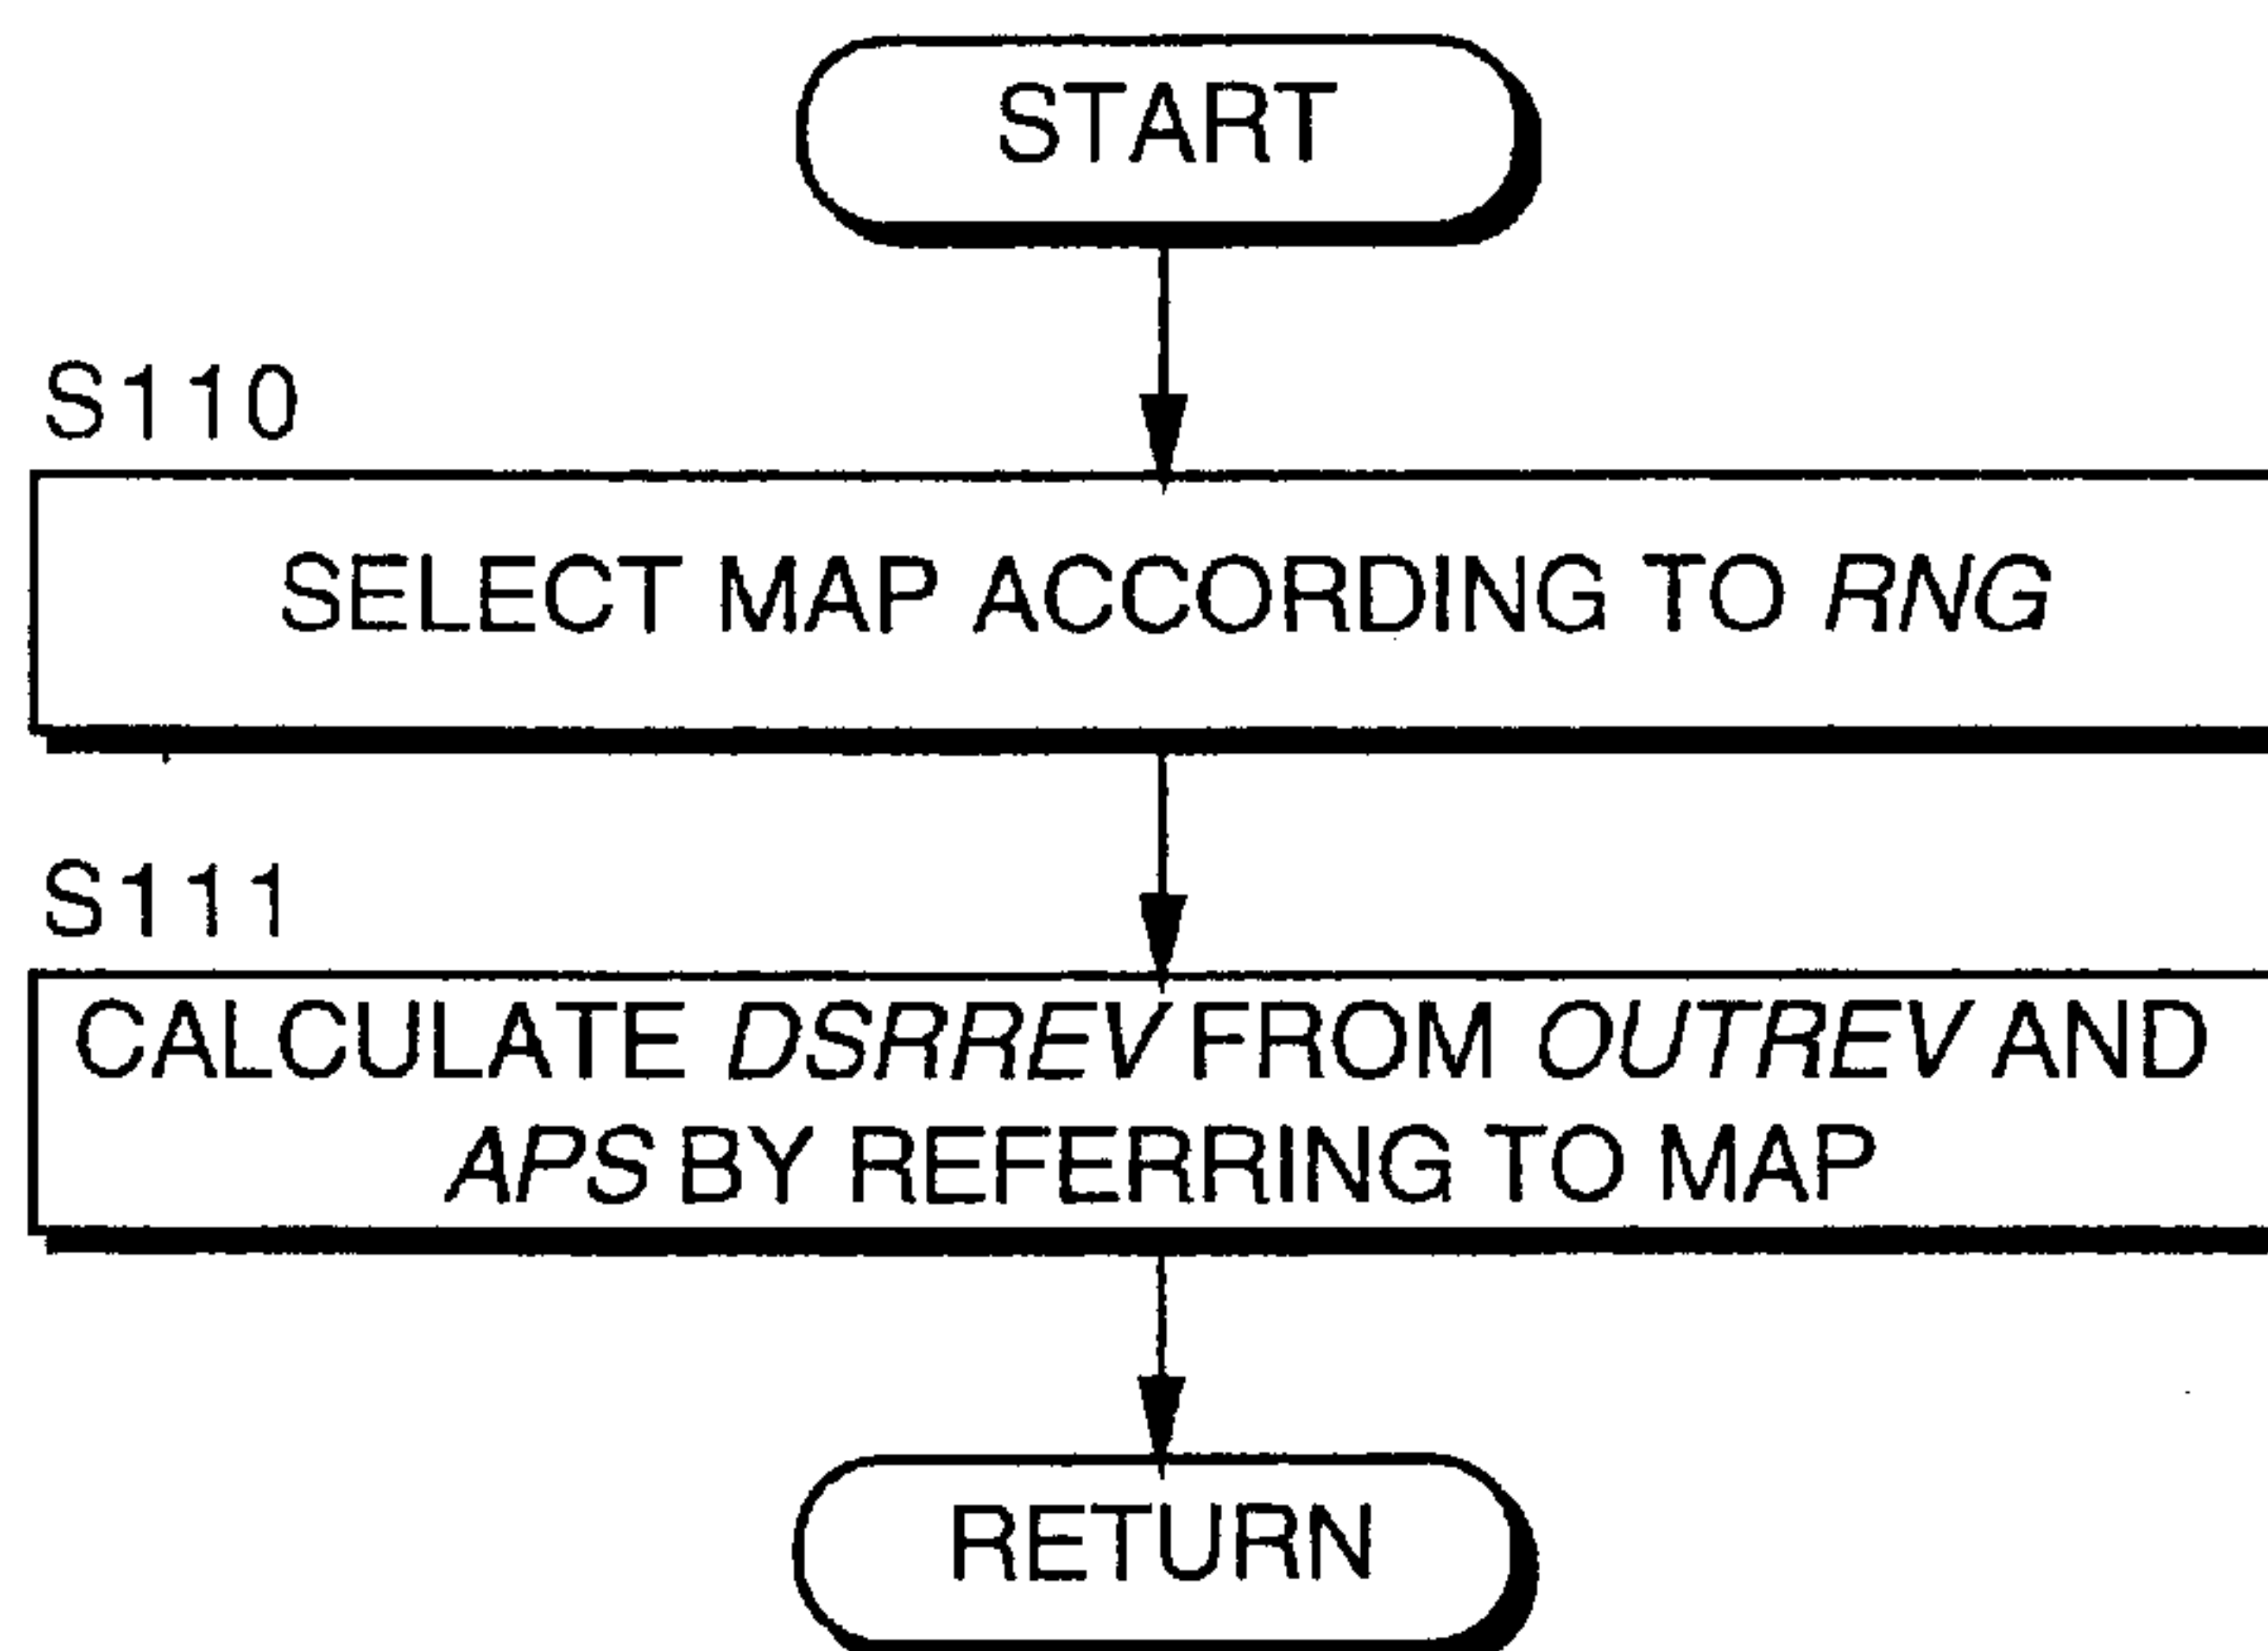 START
S110
SELECT MAP ACCORDING TO RNG
S111
CALCULATE DSRREV FROM OUTREV AND
APS BY REFERRING TO MAP
RETURN